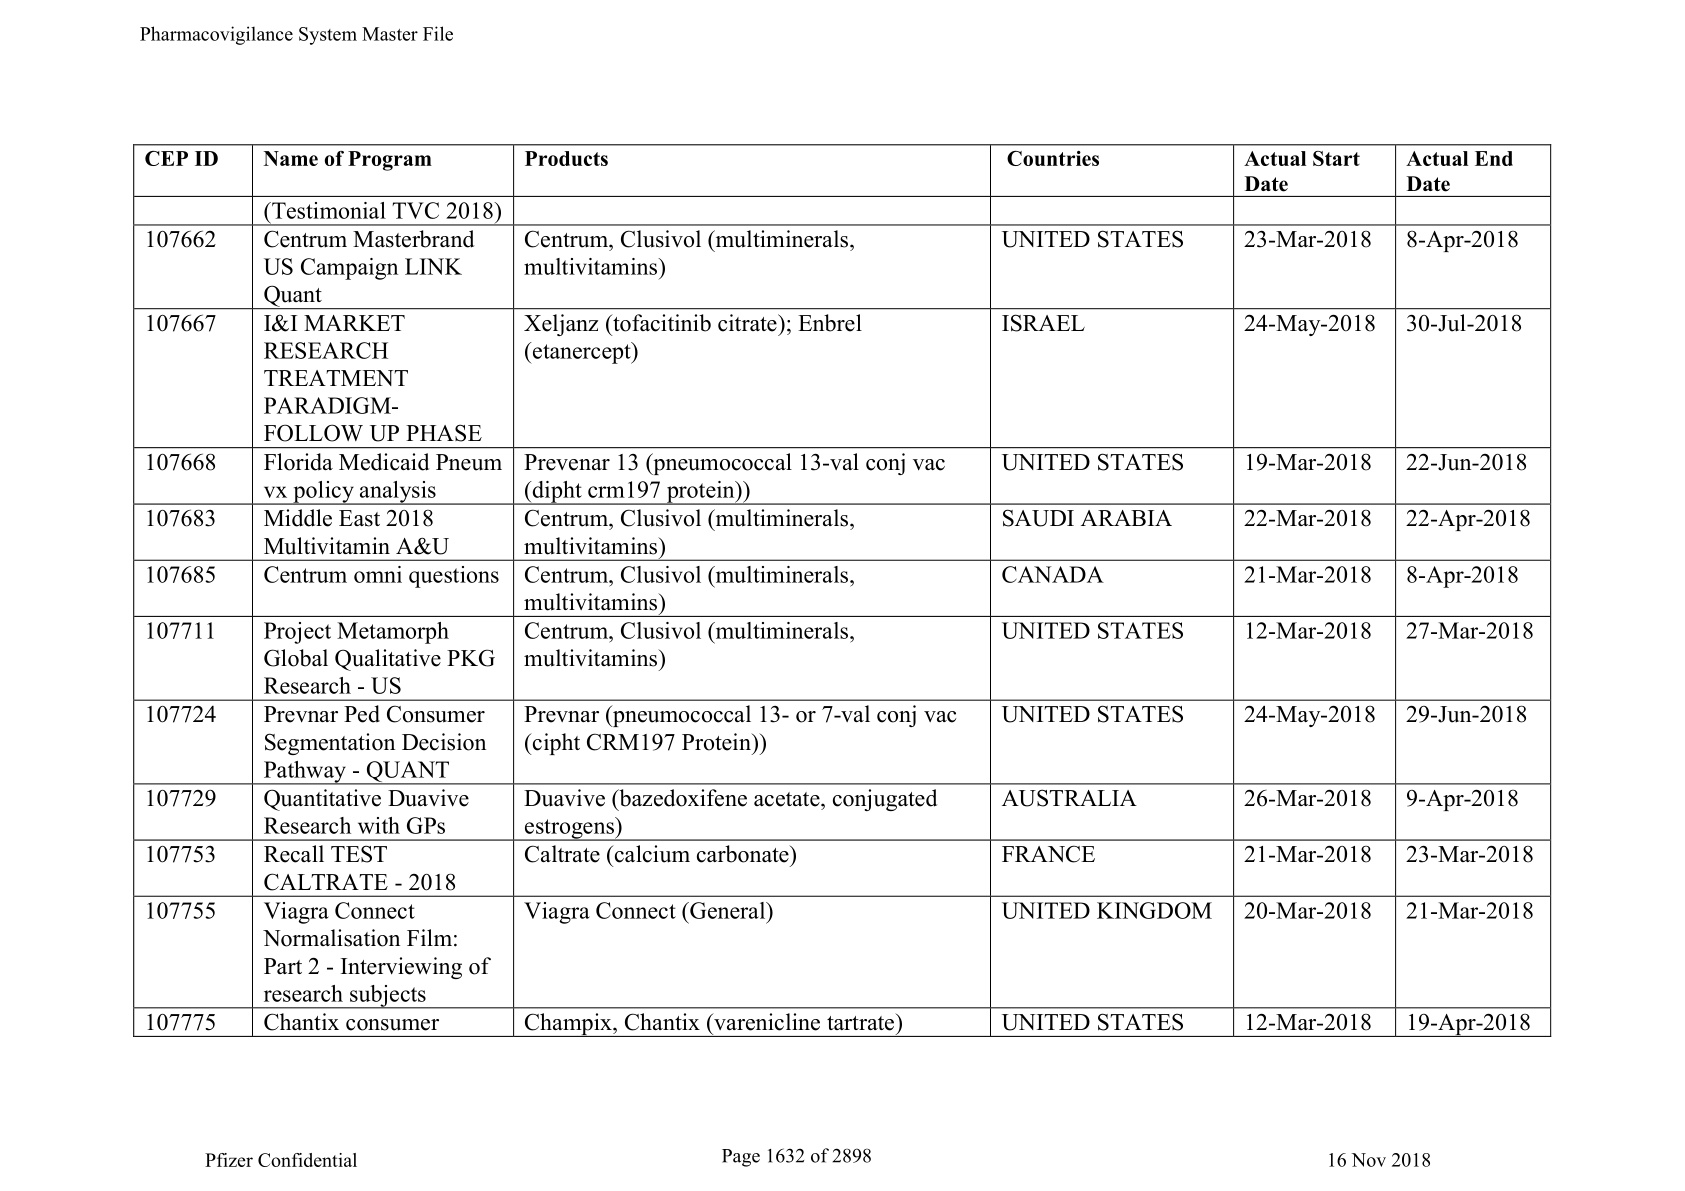 Pharmacovigilance System Master File
CEP ID Name of Program Products Countries Actual Start Actual End
Date Date
(Testimonial TVC 2018)
107662 Centrum Masterbrand Centrum, Clusivol (multiminerals, UNITED STATES 23-Mar-2018 8-Apr-2018
US Campaign LINK multivitamins)
Quant
107667 I&I MARKET Xeljanz (tofacitinib citrate); Enbrel ISRAEL 24-May-2018 30-Jul-2018
RESEARCH (etanercept)
TREATMENT
PARADIGM-
FOLLOW UP PHASE
107668 Florida Medicaid Pneum Prevenar 13 (pneumococcal 13-val conj vac UNITED STATES 19-Mar-2018 22-Jun-2018
vx policy analysis (dipht crm197 protein))
107683 Middle East 2018 Centrum, Clusivol (multiminerals, SAUDI ARABIA 22-Mar-2018 22-Apr-2018
Multivitamin A&U multivitamins)
107685 Centrum omni questions Centrum, Clusivol (multiminerals, CANADA 21-Mar-2018 8-Apr-2018
multivitamins)
107711 Project Metamorph Centrum, Clusivol (multiminerals, UNITED STATES 12-Mar-2018 27-Mar-2018
Global Qualitative PKG multivitamins)
Research - US
107724 Prevnar Ped Consumer Prevnar (pneumococcal 13- or 7-val conj vac UNITED STATES 24-May-2018 29-Jun-2018
Segmentation Decision (cipht CRM197 Protein))
Pathway - QUANT
107729 Quantitative Duavive Duavive (bazedoxifene acetate, conjugated AUSTRALIA 26-Mar-2018 9-Apr-2018
Research with GPs estrogens)
107753 Recall TEST Caltrate (calcium carbonate) FRANCE 21-Mar-2018 23-Mar-2018
CALTRATE - 2018
107755 Viagra Connect Viagra Connect (General) UNITED KINGDOM 20-Mar-2018 21-Mar-2018
Normalisation Film:
Part 2 - Interviewing of
research subjects
107775 Chantix consumer Champix, Chantix (varenicline tartrate) UNITED STATES 12-Mar-2018 19-Apr-2018
Pfizer Confidential Page 1632 of 2898 16 Nov 2018